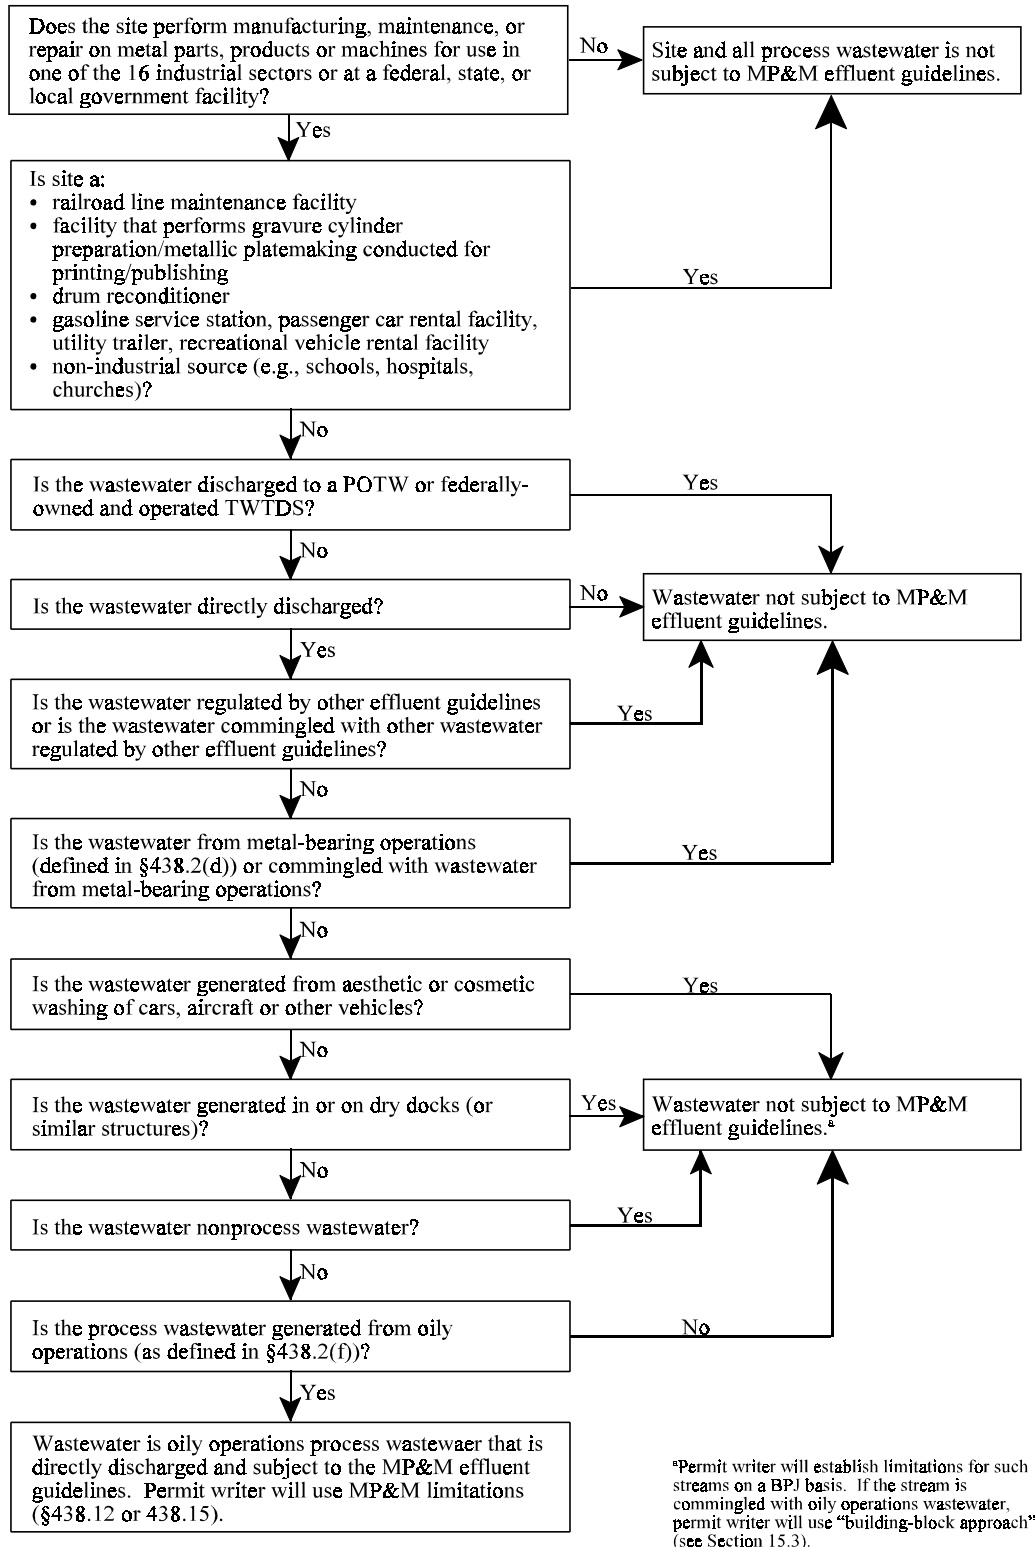 Does the site perform manufacturing, maintenance, or
repair on metal parts, products or machines for use in
one of the 16 industrial sectors or at a federal, state, or
local government facility?
No
Site and all process wastewater is not
subject to MP&M effluent guidelines.
Yes
Is site a:
• railroad line maintenance facility
• facility that performs gravure cylinder
preparation/metallic platemaking conducted for
printing/publishing
• drum reconditioner
• gasoline service station, passenger car rental facility,
utility trailer, recreational vehicle rental facility
• non-industrial source (e.g., schools, hospitals,
churches)?
Yes
No
Is the wastewater discharged to a POTW or federally-
owned and operated TWTDS?
Yes
No
Is the wastewater directly discharged?
No
Wastewater not subject to MP&M
effluent guidelines.
Yes
Is the wastewater regulated by other effluent guidelines
or is the wastewater commingled with other wastewater
regulated by other effluent guidelines?
Yes
No
Is the wastewater from metal-bearing operations
(defined in §438.2(d)) or commingled with wastewater
from metal-bearing operations?
Yes
No
Is the wastewater generated from aesthetic or cosmetic
washing of cars, aircraft or other vehicles?
Yes
No
Is the wastewater generated in or on dry docks (or
similar structures)?
Yes
Wastewater not subject to MP&M
effluent guidelines.ª
No
Is the wastewater nonprocess wastewater?
Yes
No
Is the process wastewater generated from oily
operations (as defined in §438.2(f))?
No
Yes
Wastewater is oily operations process wastewaer that is
directly discharged and subject to the MP&M effluent
guidelines. Permit writer will use MP&M limitations
(§438.12 or 438.15).
ªPermit writer will establish limitations for such
streams on a BPJ basis. If the stream is
commingled with oily operations wastewater,
permit writer will use “building-block approach”
(see Section 15.3).